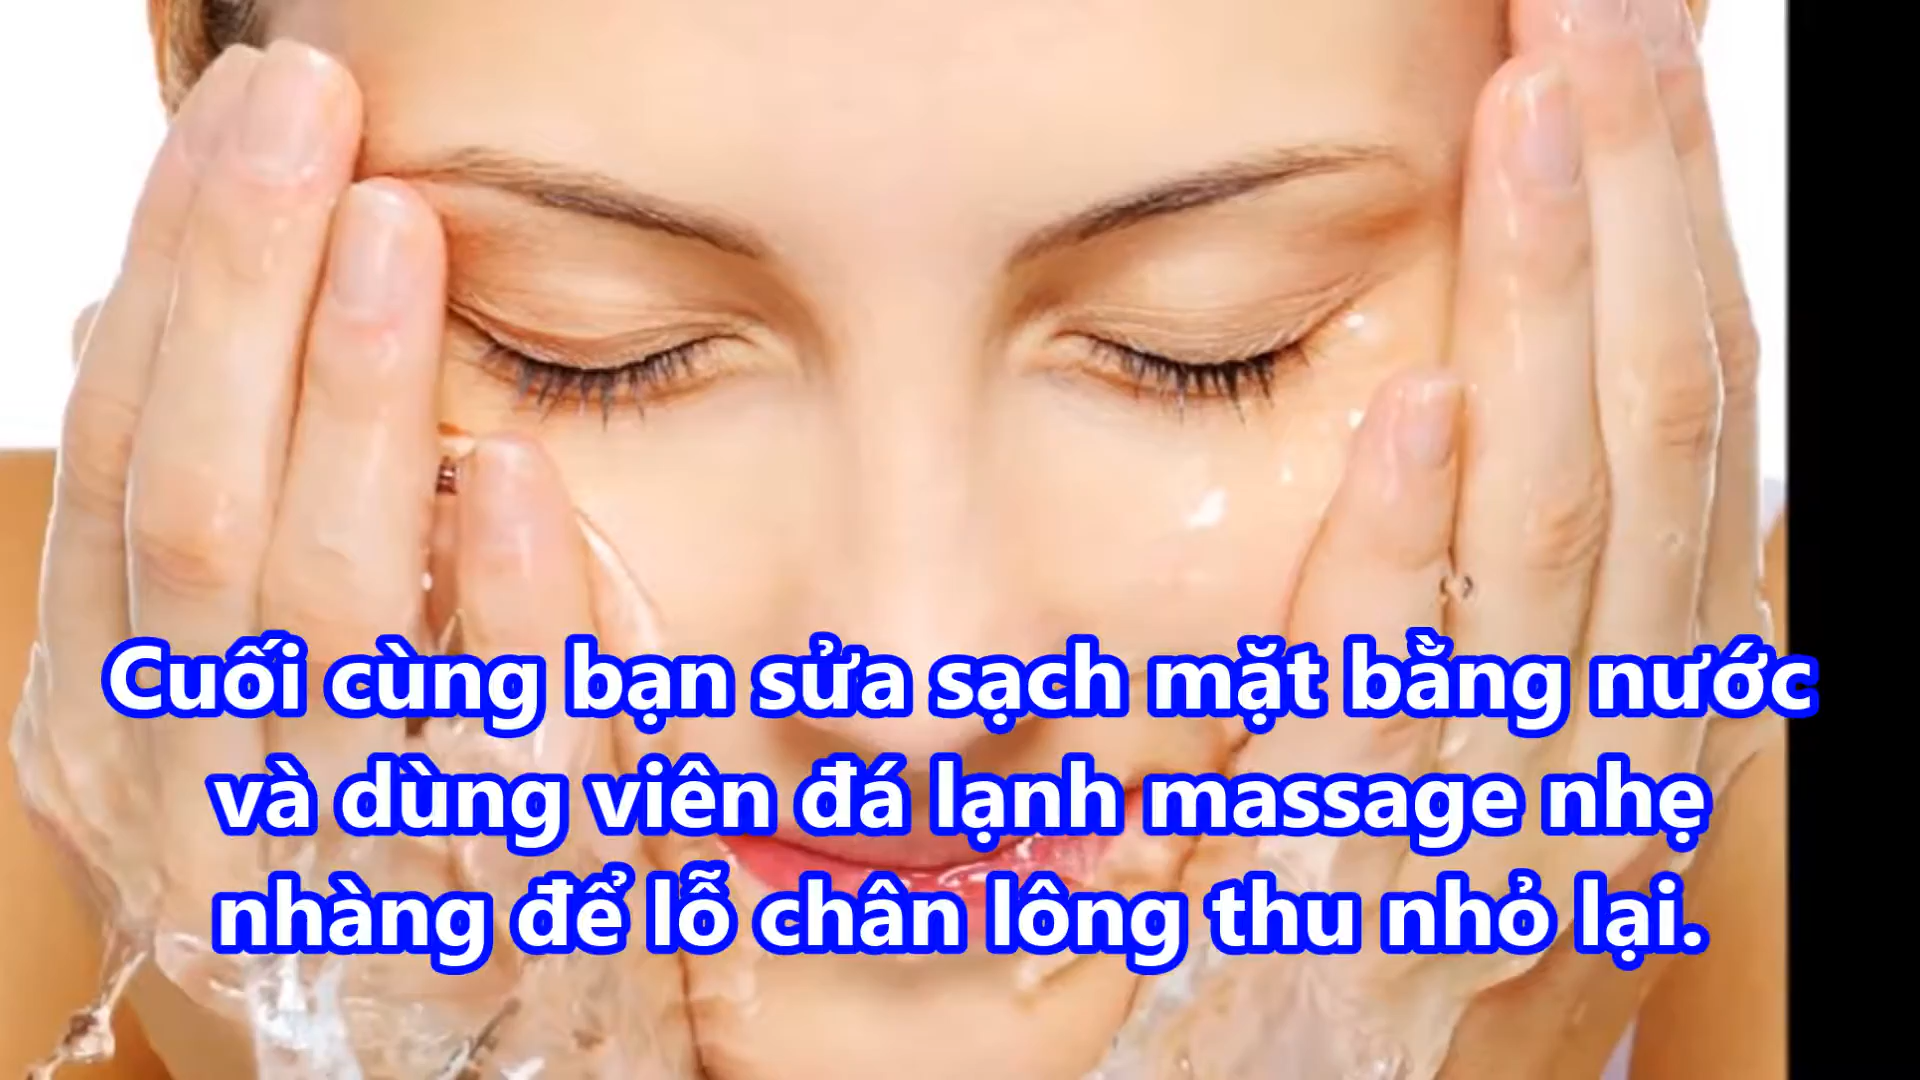 Cuối cùng bạn sửa sạch mặt bằng nước
và dùng viên đá lạnh massage nhẹ
nhàng để lỗ chân lông thu nhỏ lại.